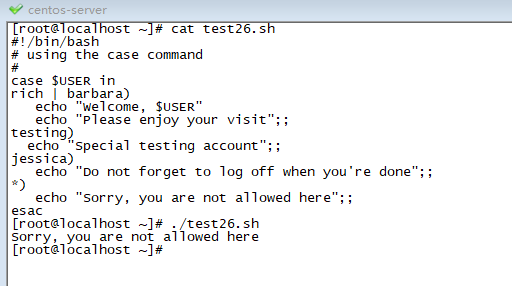 centos-server
[root@localhost ~]# cat test26.sh
#!/bin/bash
# using the case command
#
case $USER in
rich | barbara)
   echo "Welcome, $USER"
   echo "Please enjoy your visit";;
testing)
  echo "Special testing account";;
jessica)
   echo "Do not forget to log off when you're done";;
*)
   echo "Sorry, you are not allowed here";;
esac
[root@localhost ~]# ./test26.sh
Sorry, you are not allowed here
[root@localhost ~]#